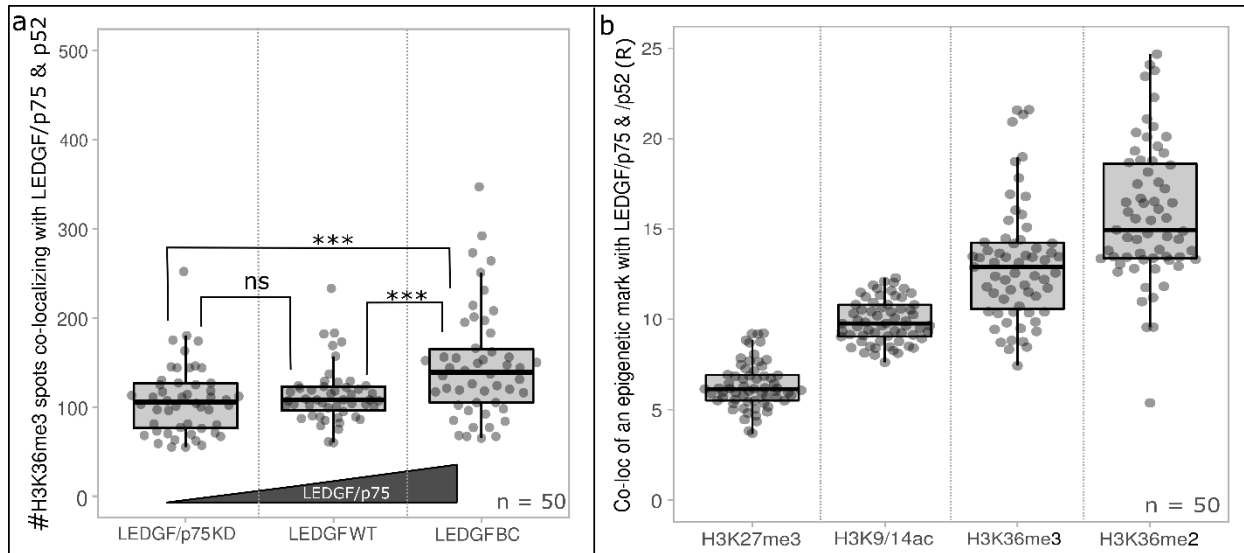 a
#H3K36me3 spots co-localizing with LEDGF/p75 & p52
500
400
300
200
100
0
***
ns
***
LEDGF/p75
n = 50
LEDGF/p75KD
LEDGFWT
LEDGFBC
b
Co-loc of an epigenetic mark with LEDGF/p75 & /p52 (R)
25
20
15
10
5
0
n = 50
H3K27me3
H3K9/14ac
H3K36me3
H3K36me2